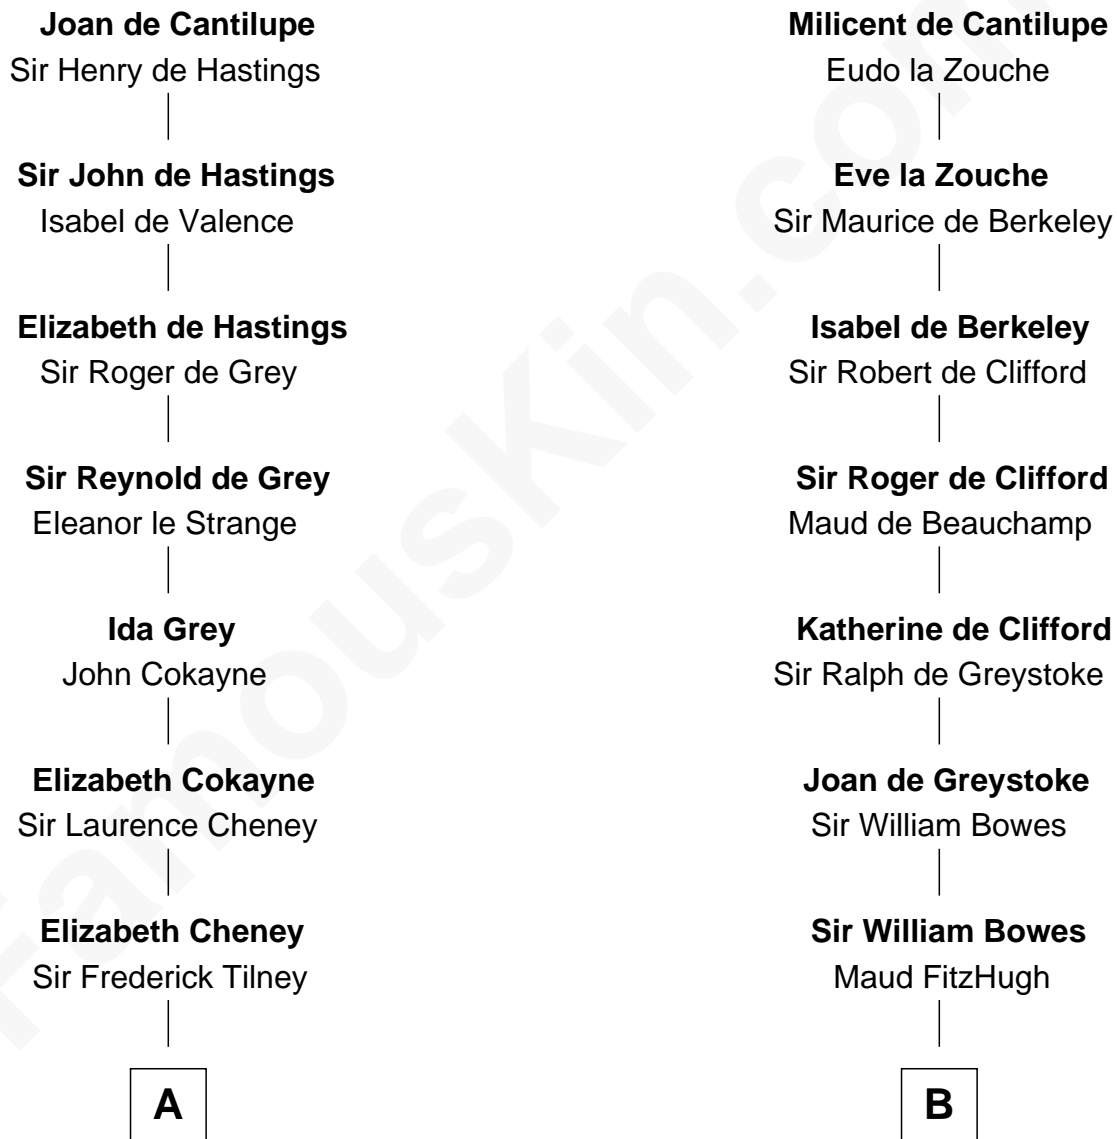 Joan de Cantilupe
Sir Henry de Hastings
Sir John de Hastings
Isabel de Valence
Elizabeth de Hastings
Sir Roger de Grey
Sir Reynold de Grey
Eleanor le Strange
Ida Grey
John Cokayne
Elizabeth Cokayne
Sir Laurence Cheney
Elizabeth Cheney
Sir Frederick Tilney
A
Milicent de Cantilupe
Eudo la Zouche
Eve la Zouche
Sir Maurice de Berkeley
Isabel de Berkeley
Sir Robert de Clifford
Sir Roger de Clifford
Maud de Beauchamp
Katherine de Clifford
Sir Ralph de Greystoke
Joan de Greystoke
Sir William Bowes
Sir William Bowes
Maud FitzHugh
B
FamousKin.com